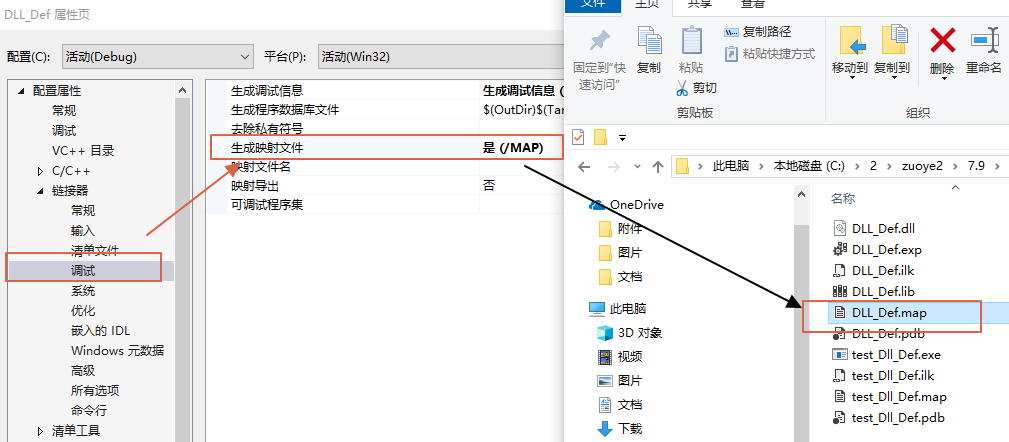 DLL_Def 属性页
配置(C):
活动(Debug)
平台(P):
活动(Win32)
配置属性
常规
调试
VC++ 目录
C/C++
链接器
常规
输入
清单文件
调试
系统
优化
嵌入的 IDL
Windows 元数据
高级
所有选项
命令行
清单工具
生成调试信息
生成调试信息 (
生成程序数据库文件
$(OutDir)$(Tar
去除私有符号
生成映射文件
是 (/MAP)
映射文件名
映射导出
否
可调试程序集
文件
主页
共享
查看
固定到“快
速访问”
复制
粘贴
复制路径
粘贴快捷方式
剪切
剪贴板
移动到
复制到
删除
重命名
组织
此电脑
本地磁盘 (C:)
2
zuoye2
7.9
OneDrive
附件
图片
文档
此电脑
3D 对象
视频
图片
文档
下载
名称
DLL_Def.dll
DLL_Def.exp
DLL_Def.ilk
DLL_Def.lib
DLL_Def.map
DLL_Def.pdb
test_Dll_Def.exe
test_Dll_Def.ilk
test_Dll_Def.map
test_Dll_Def.pdb